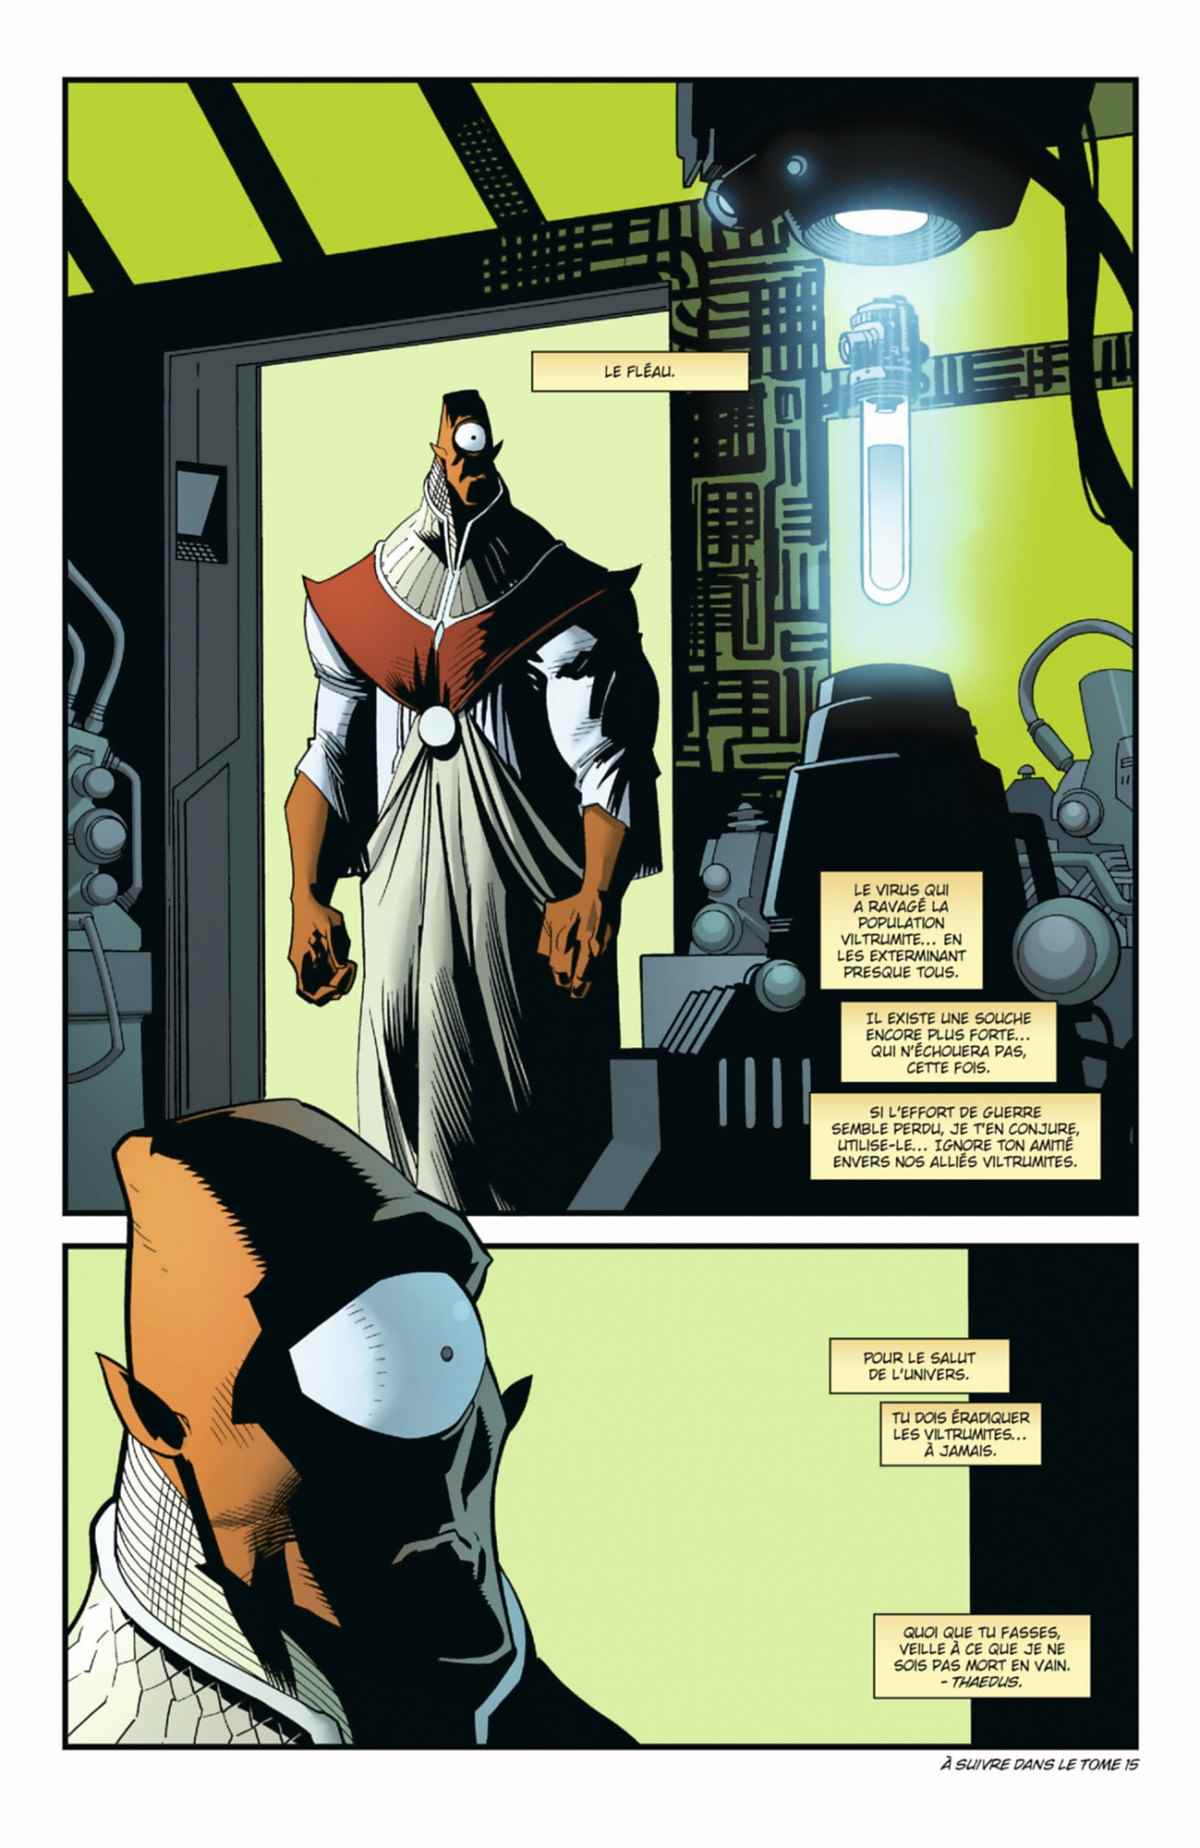 LE FLÉAU.
LE VIRUS QUI
A RAVAGÉ LA
POPULATION
VILTRUMITE... EN
LES EXTERMINANT
PRESQUE TOUS.
IL EXISTE UNE SOUCHE
ENCORE PLUS FORTE...
QUI N'ÉCHOUERA PAS,
CETTE FOIS.
SI L'EFFORT DE GUERRE
SEMBLE PERDU, JE T'EN CONJURE,
UTILISE-LE... IGNORE TON AMITIÉ
ENVERS NOS ALLIÉS VILTRUMITES.
POUR LE SALUT
DE L'UNIVERS.
TU DOIS ÉRADIQUER
LES VILTRUMITES...
À JAMAIS.
QUOI QUE TU FASSES,
VEILLE À CE QUE JE NE
SOIS PAS MORT EN VAIN.
- THAEDUS.
À SUIVRE DANS LE TOME 15